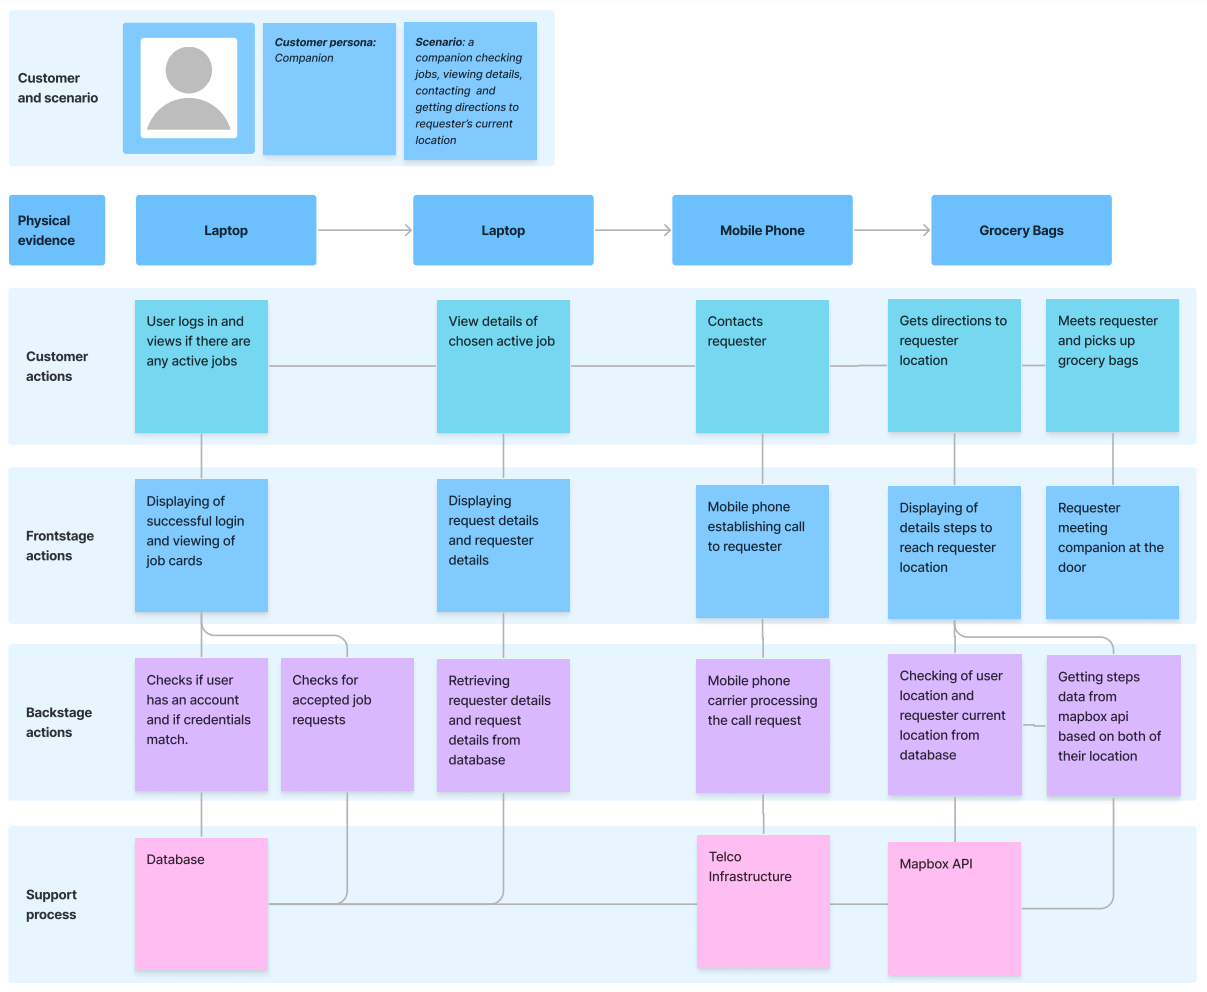 Customer
and scenario
Customer persona:
Companion
Scenario: a
companion checking
jobs, viewing details,
contacting and
getting directions to
requester's current
location
Physical
evidence
Laptop
Laptop
Mobile Phone
Grocery Bags
Customer
actions
User logs in and
views if there are
any active jobs
View details of
chosen active job
Contacts
requester
Gets directions to
requester
location
Meets requester
and picks up
grocery bags
Frontstage
actions
Displaying of
successful login
and viewing of
job cards
Displaying
request details
and requester
details
Mobile phone
establishing call
to requester
Displaying of
details steps to
reach requester
location
Requester
meeting
companion at the
door
Backstage
actions
Checks if user
has an account
and if credentials
match.
Checks for
accepted job
requests
Retrieving
requester details
and request
details from
database
Mobile phone
carrier processing
the call request
Checking of user
location and
requester current
location from
database
Getting steps
data from
mapbox api
based on both of
their location
Support
process
Database
Telco
Infrastructure
Mapbox API